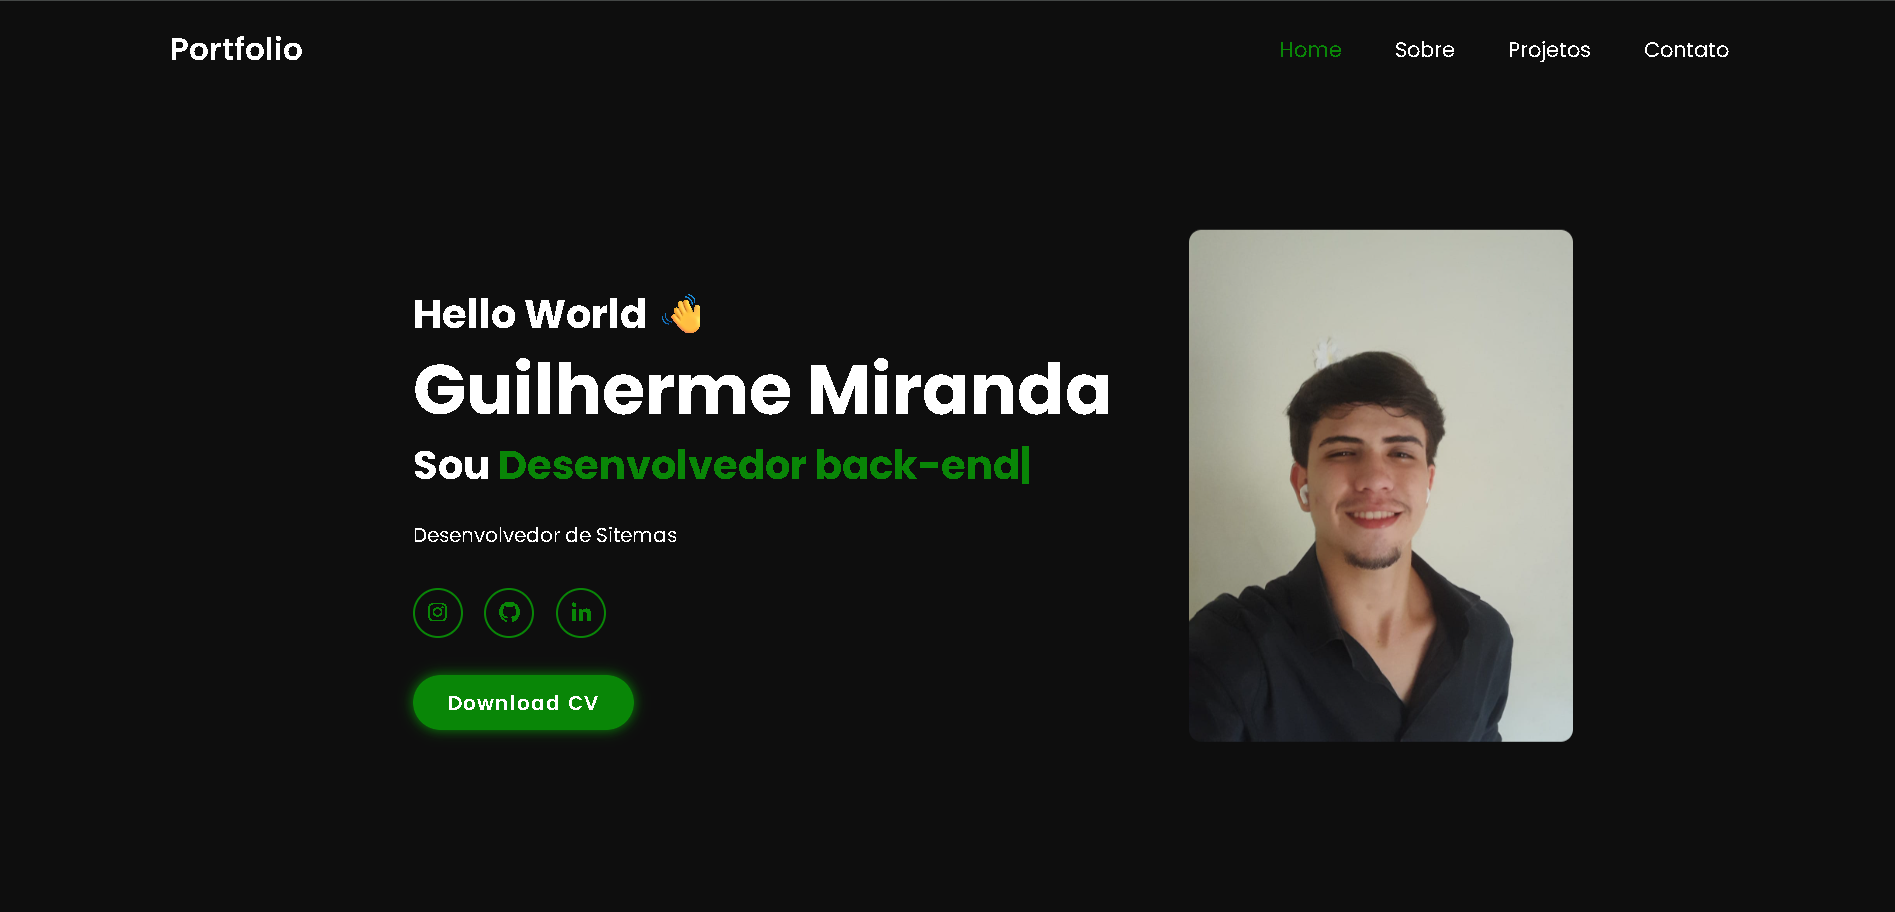 Portfolio
Home Sobre Projetos Contato
Hello World 👋
Guilherme Miranda
Sou Desenvolvedor back-end|
Desenvolvedor de Sitemas
in
Download CV